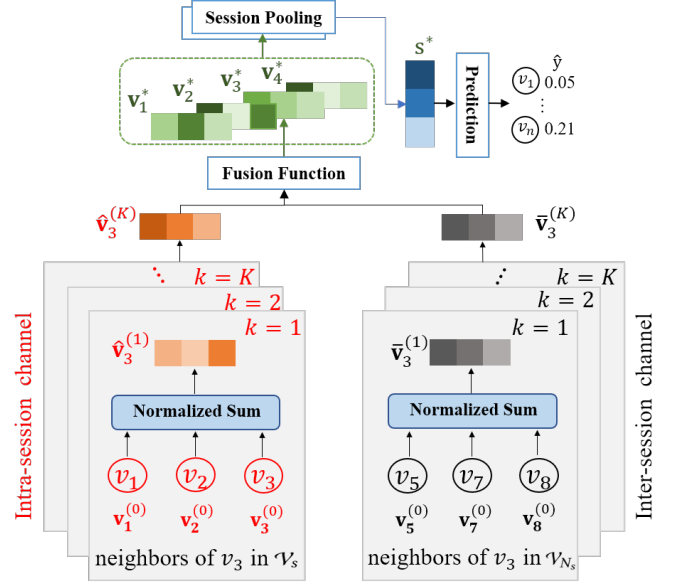 Session Pooling
s*
ŷ
v₁* v₂* v₃* v₄*
Prediction
v₁ 0.05
⋮
vₙ 0.21
Fusion Function
v̂₃⁽ᴷ⁾
v̄₃⁽ᴷ⁾
⋱ k = K
k = 2
k = 1
v̂₃⁽¹⁾
Normalized Sum
v₁ v₂ v₃
v₁⁽⁰⁾ v₂⁽⁰⁾ v₃⁽⁰⁾
neighbors of v₃ in 𝒱ₛ
Intra-session channel
⋰ k = K
k = 2
k = 1
v̄₃⁽¹⁾
Normalized Sum
v₅ v₇ v₈
v₅⁽⁰⁾ v₇⁽⁰⁾ v₈⁽⁰⁾
neighbors of v₃ in 𝒱_{Nₛ}
Inter-session channel